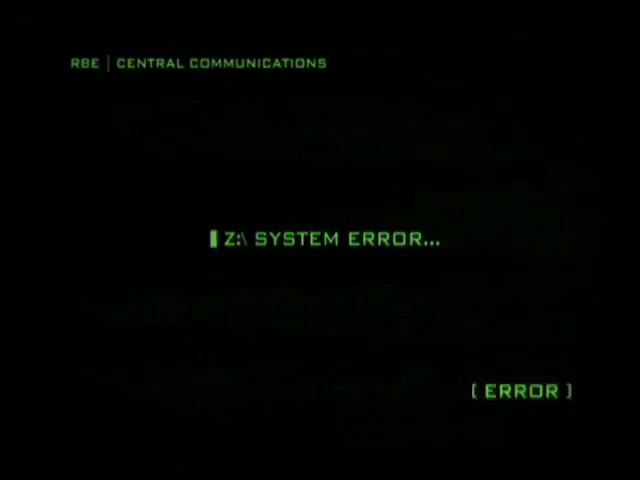 RBE | CENTRAL COMMUNICATIONS
Z:\ SYSTEM ERROR...
[ ERROR ]